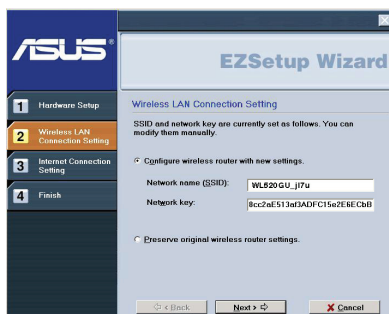 ASUS
EZSetup Wizard
1 Hardware Setup
2 Wireless LAN
Connection Setting
3 Internet Connection
Setting
4 Finish
Wireless LAN Connection Setting
SSID and network key are currently set as follows. You can
modify them manually.
Configure wireless router with new settings.
Network name (SSID): WL520GU_jl7u
Network key: 8cc2aE513af3ADFC15e2E6ECbB
Preserve original wireless router settings.
< Back Next > Cancel